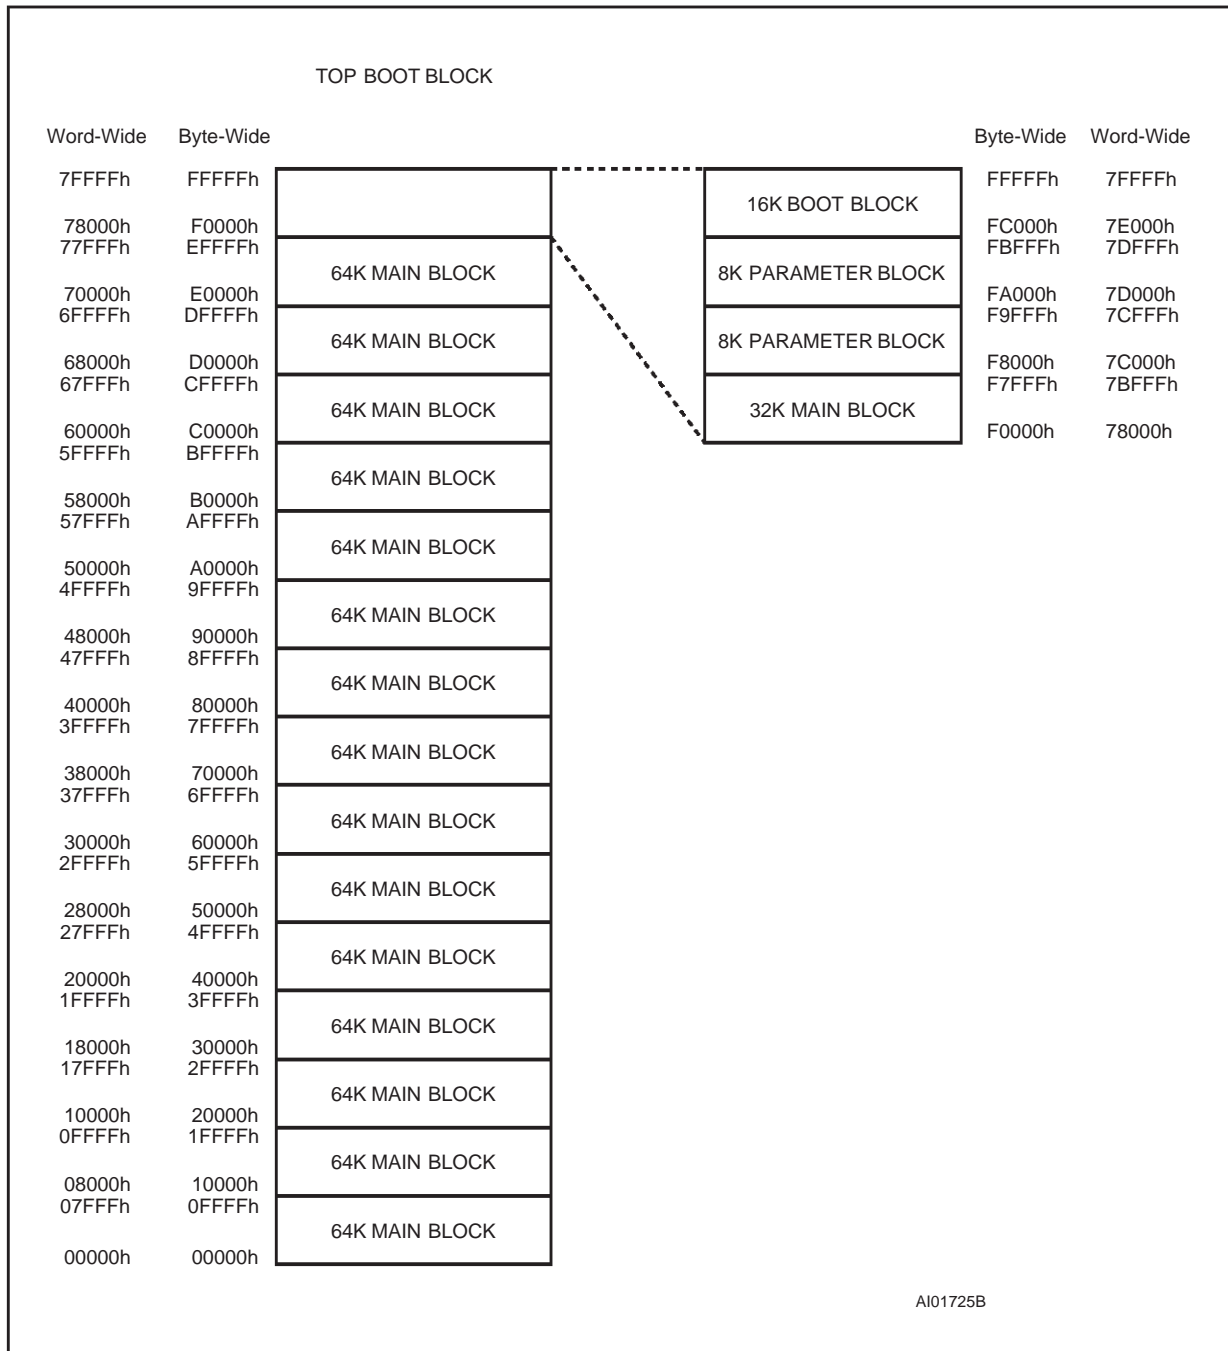 TOP BOOT BLOCK
Word-Wide Byte-Wide Byte-Wide Word-Wide
7FFFFh FFFFFh FFFFFh 7FFFFh
16K BOOT BLOCK
78000h F0000h FC000h 7E000h
77FFFh EFFFFh FBFFFh 7DFFFh
64K MAIN BLOCK 8K PARAMETER BLOCK
70000h E0000h FA000h 7D000h
6FFFFh DFFFFh F9FFFh 7CFFFh
64K MAIN BLOCK 8K PARAMETER BLOCK
68000h D0000h F8000h 7C000h
67FFFh CFFFFh F7FFFh 7BFFFh
64K MAIN BLOCK 32K MAIN BLOCK
60000h C0000h F0000h 78000h
5FFFFh BFFFFh
64K MAIN BLOCK
58000h B0000h
57FFFh AFFFFh
64K MAIN BLOCK
50000h A0000h
4FFFFh 9FFFFh
64K MAIN BLOCK
48000h 90000h
47FFFh 8FFFFh
64K MAIN BLOCK
40000h 80000h
3FFFFh 7FFFFh
64K MAIN BLOCK
38000h 70000h
37FFFh 6FFFFh
64K MAIN BLOCK
30000h 60000h
2FFFFh 5FFFFh
64K MAIN BLOCK
28000h 50000h
27FFFh 4FFFFh
64K MAIN BLOCK
20000h 40000h
1FFFFh 3FFFFh
64K MAIN BLOCK
18000h 30000h
17FFFh 2FFFFh
64K MAIN BLOCK
10000h 20000h
0FFFFh 1FFFFh
64K MAIN BLOCK
08000h 10000h
07FFFh 0FFFFh
64K MAIN BLOCK
00000h 00000h
AI01725B